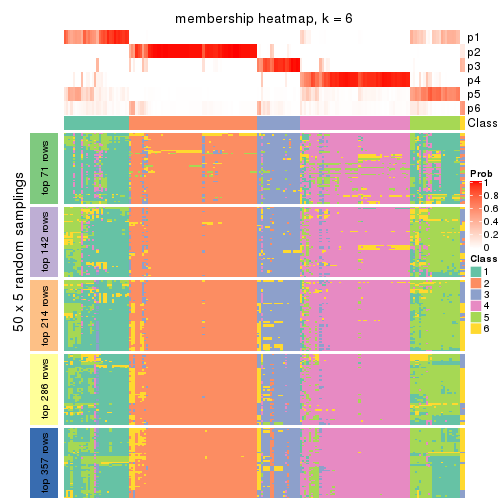 membership heatmap, k = 6
p1
p2
p3
p4
p5
p6
Class
50 x 5 random samplings
top 71 rows
top 142 rows
top 214 rows
top 286 rows
top 357 rows
Prob
1
0.8
0.6
0.4
0.2
0
Class
1
2
3
4
5
6